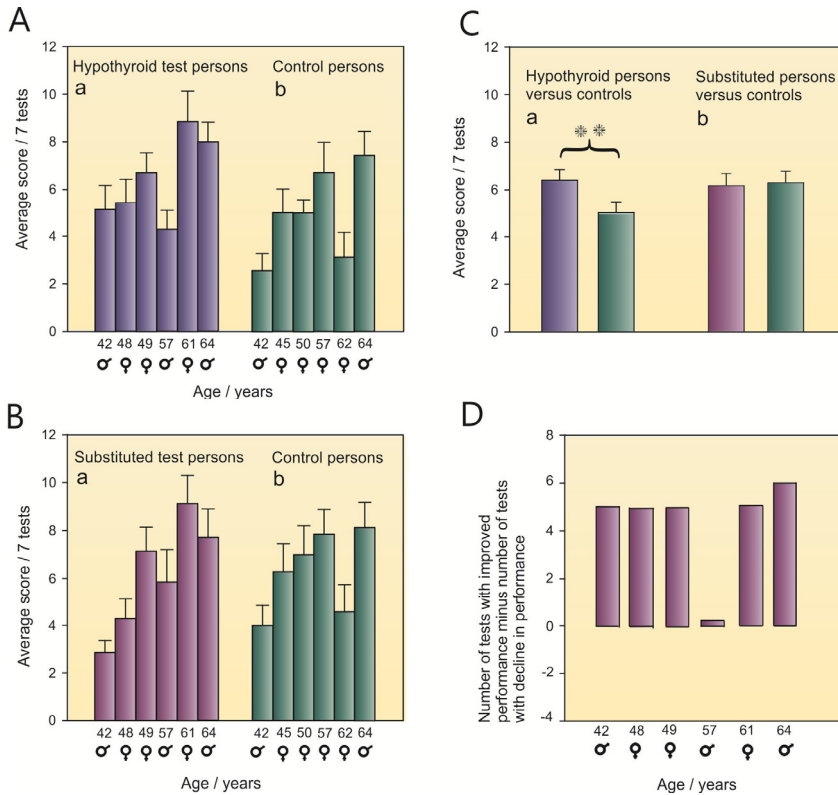 A
12
10
8
6
4
2
0
Average score / 7 tests
Hypothyroid test persons
a
Control persons
b
42 48 49 57 61 64
♂ ♀ ♀ ♂ ♀ ♂
42 45 50 57 62 64
♂ ♀ ♀ ♀ ♀ ♂
Age / years
B
12
10
8
6
4
2
0
Average score / 7 tests
Substituted test persons
a
Control persons
b
42 48 49 57 61 64
♂ ♀ ♀ ♂ ♀ ♂
42 45 50 57 62 64
♂ ♀ ♀ ♀ ♀ ♂
Age / years
C
12
10
8
6
4
2
0
Average score / 7 tests
Hypothyroid persons
versus controls
a
Substituted persons
versus controls
b
D
8
6
4
2
0
-2
-4
Number of tests with improved
performance minus number of tests
with decline in performance
42 48 49 57 61 64
♂ ♀ ♀ ♂ ♀ ♂
Age / years